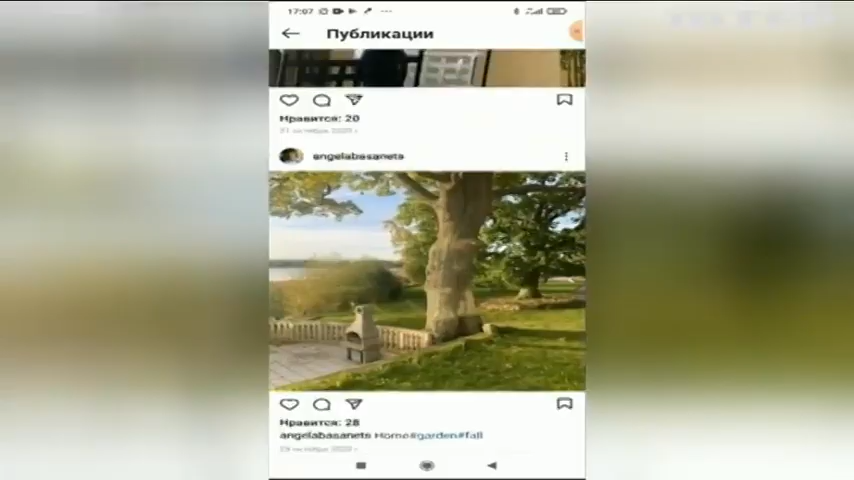 17:07
Публикации
Нравится: 20
angelabasanets
Нравится: 28
angelabasanets Home#garden#fall